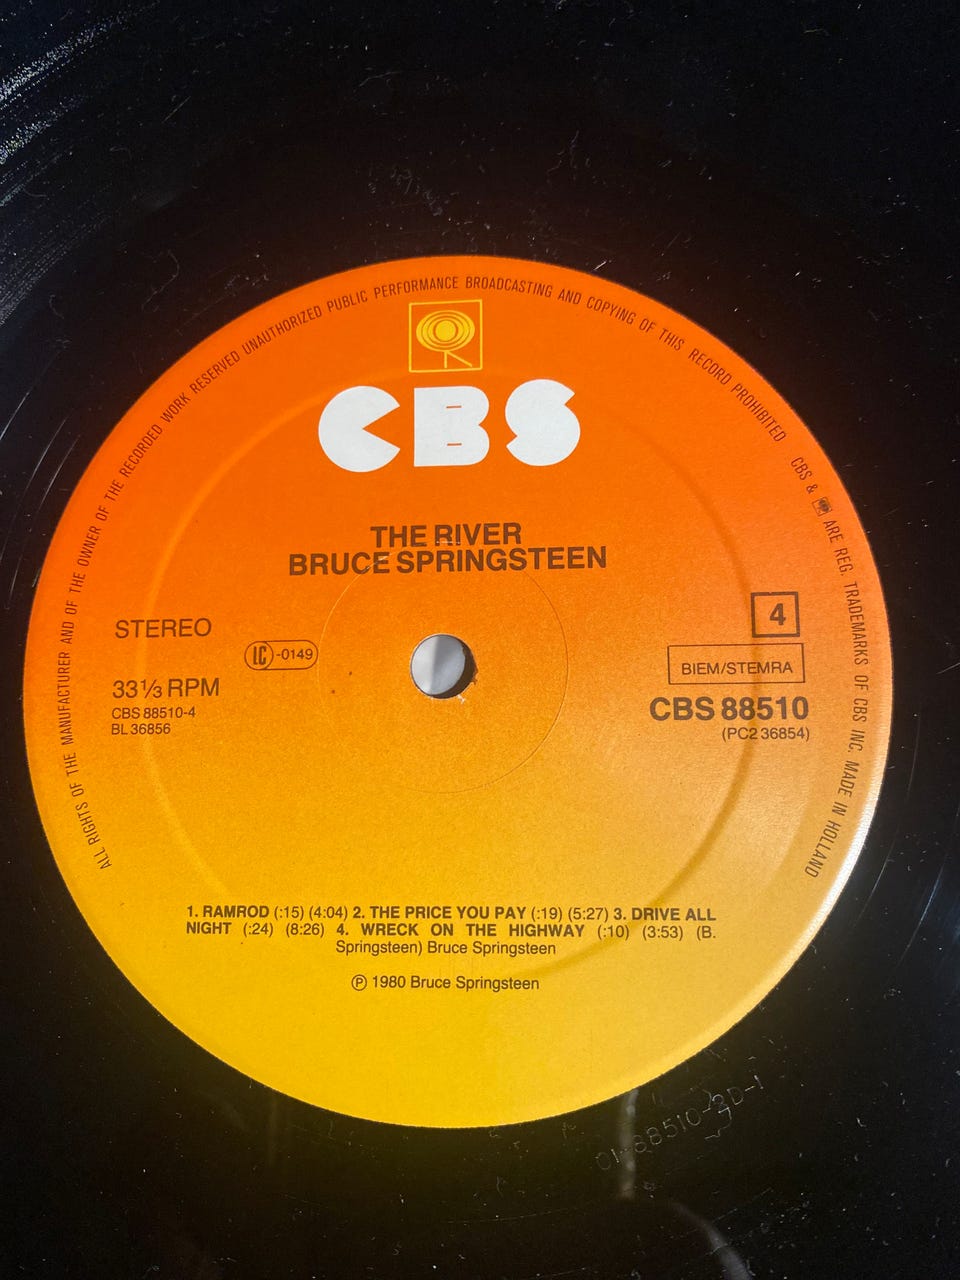 ALL RIGHTS OF THE MANUFACTURER AND OF THE OWNER OF THE RECORDED WORK RESERVED UNAUTHORIZED PUBLIC PERFORMANCE BROADCASTING AND COPYING OF THIS RECORD PROHIBITED CBS & ARE REG. TRADEMARKS OF CBS INC. MADE IN HOLLAND
CBS
THE RIVER
BRUCE SPRINGSTEEN
STEREO
LC-0149
33⅓ RPM
CBS 88510-4
BL 36856
4
BIEM/STEMRA
CBS 88510
(PC2 36854)
1. RAMROD (:15) (4:04) 2. THE PRICE YOU PAY (:19) (5:27) 3. DRIVE ALL
NIGHT (:24) (8:26) 4. WRECK ON THE HIGHWAY (:10) (3:53) (B.
Springsteen) Bruce Springsteen
Ⓟ 1980 Bruce Springsteen